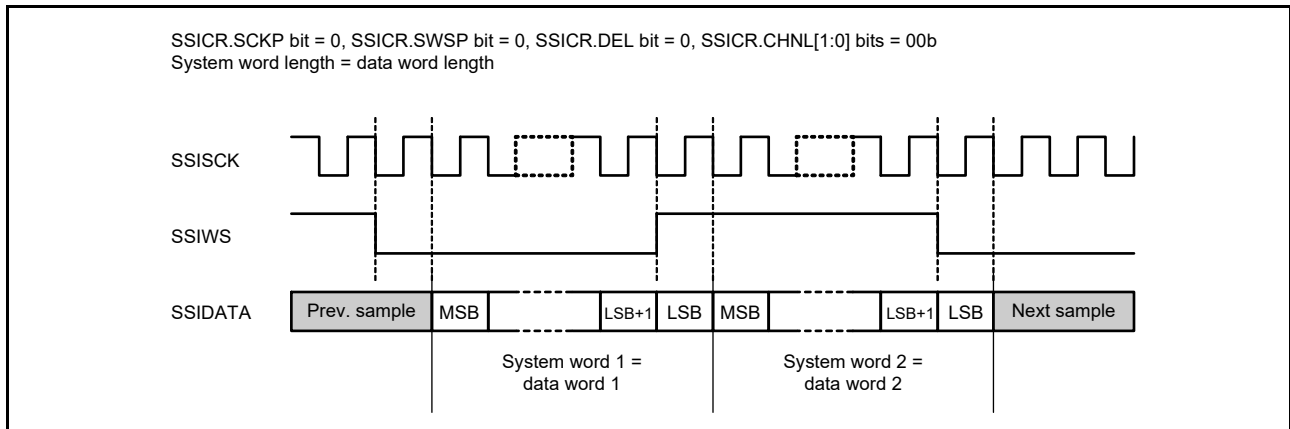 SSICR.SCKP bit = 0, SSICR.SWSP bit = 0, SSICR.DEL bit = 0, SSICR.CHNL[1:0] bits = 00b
System word length = data word length
SSISCK
SSIWS
SSIDATA
Prev. sample
MSB
LSB+1
LSB
MSB
LSB+1
LSB
Next sample
System word 1 =
data word 1
System word 2 =
data word 2